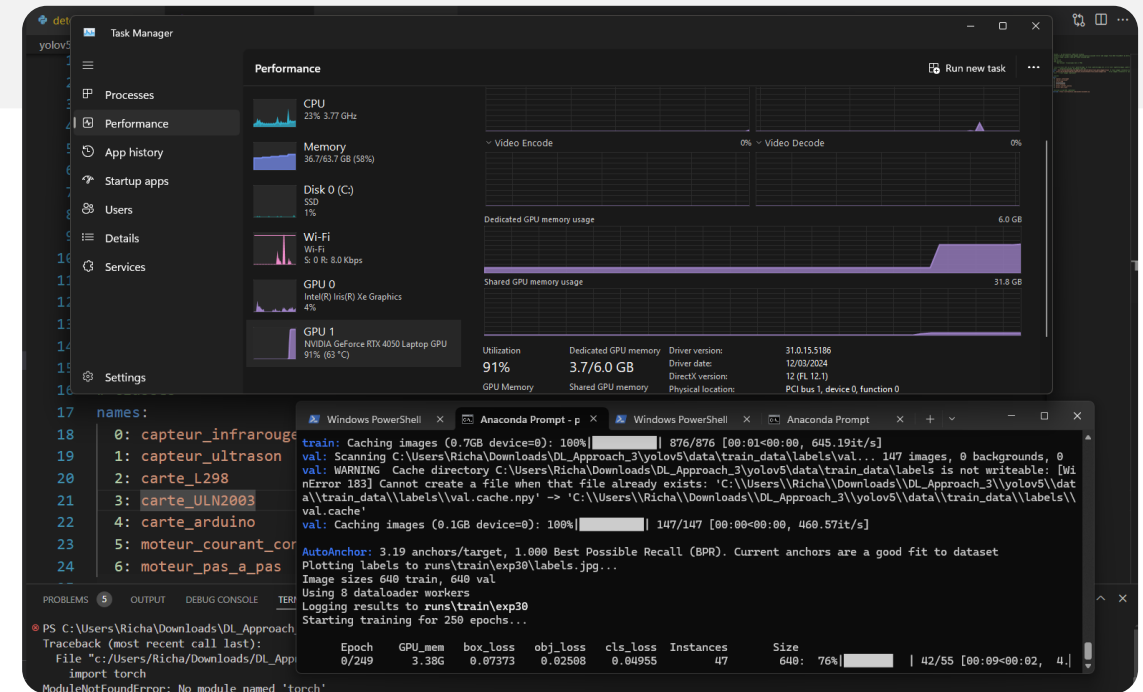 det
Task Manager
yolov5
Performance
Run new task
Processes
Performance
App history
Startup apps
Users
Details
Services
Settings
CPU
23% 3.77 GHz
Memory
36.7/63.7 GB (58%)
Disk 0 (C:)
SSD
1%
Wi-Fi
Wi-Fi
S: 0 R: 8.0 Kbps
GPU 0
Intel(R) Iris(R) Xe Graphics
4%
GPU 1
NVIDIA GeForce RTX 4050 Laptop GPU
91% (63 °C)
Video Encode 0% Video Decode 0%
Dedicated GPU memory usage 6.0 GB
Shared GPU memory usage 31.8 GB
Utilization Dedicated GPU memory Driver version: 31.0.15.5186
91% 3.7/6.0 GB Driver date: 12/03/2024
DirectX version: 12 (FL 12.1)
GPU Memory Shared GPU memory Physical location: PCI bus 1, device 0, function 0
17 names:
18 0: capteur_infrarouge
19 1: capteur_ultrason
20 2: carte_L298
21 3: carte_ULN2003
22 4: carte_arduino
23 5: moteur_courant_con
24 6: moteur_pas_a_pas
Windows PowerShell Anaconda Prompt - p Windows PowerShell Anaconda Prompt
train: Caching images (0.7GB device=0): 100%| | 876/876 [00:01<00:00, 645.19it/s]
val: Scanning C:\Users\Richa\Downloads\DL_Approach_3\yolov5\data\train_data\labels\val... 147 images, 0 backgrounds, 0
val: WARNING Cache directory C:\Users\Richa\Downloads\DL_Approach_3\yolov5\data\train_data\labels is not writeable: [Wi
nError 183] Cannot create a file when that file already exists: 'C:\\Users\\Richa\\Downloads\\DL_Approach_3\\yolov5\\dat
a\\train_data\\labels\\val.cache.npy' -> 'C:\\Users\\Richa\\Downloads\\DL_Approach_3\\yolov5\\data\\train_data\\labels\\
val.cache'
val: Caching images (0.1GB device=0): 100%| | 147/147 [00:00<00:00, 460.57it/s]
AutoAnchor: 3.19 anchors/target, 1.000 Best Possible Recall (BPR). Current anchors are a good fit to dataset
Plotting labels to runs\train\exp30\labels.jpg...
Image sizes 640 train, 640 val
Using 8 dataloader workers
Logging results to runs\train\exp30
Starting training for 250 epochs...
Epoch GPU_mem box_loss obj_loss cls_loss Instances Size
0/249 3.38G 0.07373 0.02508 0.04955 47 640: 76%| | 42/55 [00:09<00:02, 4.
PROBLEMS 5 OUTPUT DEBUG CONSOLE TER
PS C:\Users\Richa\Downloads\DL_Approach_
Traceback (most recent call last):
File "c:/Users/Richa/Downloads/DL_App
import torch
ModuleNotFoundError: No module named 'torch'